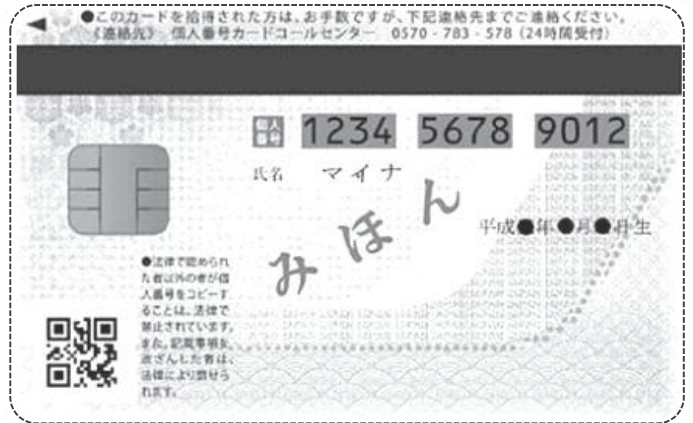 ●このカードを拾得された方は、お手数ですが、下記連絡先までご連絡ください。
《連絡先》 個人番号カードコールセンター 0570-783-578(24時間受付)
個人番号 1234 5678 9012
氏名 マイナ
平成●年●月●日生
みほん
●法律で認められ
た者以外の者が個
人番号をコピーす
ることは、法律で
禁止されています。
また、記載事項を
改ざんした者は、
法律により罰せら
れます。